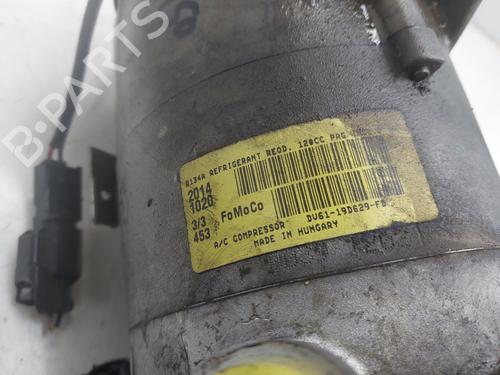 R134A REFRIGERANT REQD. 120CC PAG
2014
1020
3/3
453
FoMoCo
DV61-19D629-FB
A/C COMPRESSOR
MADE IN HUNGARY
B-PARTS